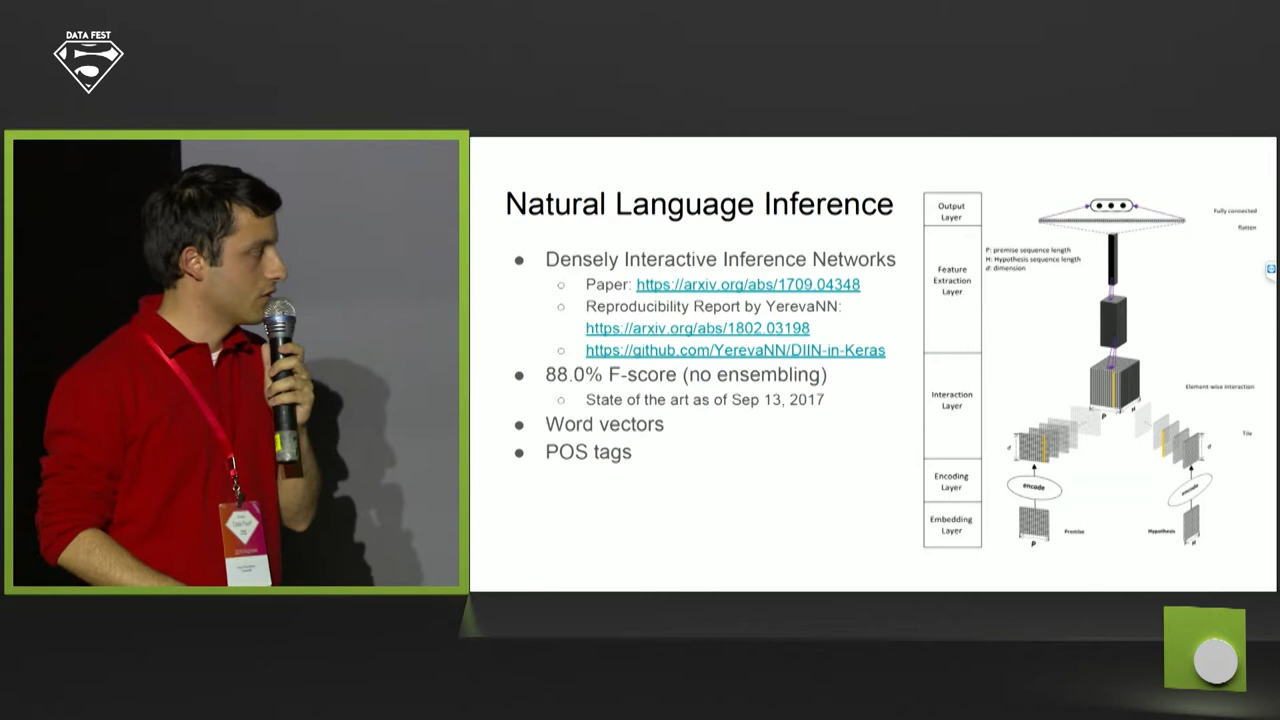 DATA FEST
Natural Language Inference
● Densely Interactive Inference Networks
○ Paper: https://arxiv.org/abs/1709.04348
○ Reproducibility Report by YerevaNN:
https://arxiv.org/abs/1802.03198
○ https://github.com/YerevaNN/DIIN-in-Keras
● 88.0% F-score (no ensembling)
○ State of the art as of Sep 13, 2017
● Word vectors
● POS tags
Output
Layer
Feature
Extraction
Layer
Interaction
Layer
Encoding
Layer
Embedding
Layer
P: premise sequence length
H: Hypothesis sequence length
d: dimension
Fully connected
flatten
Element-wise Interaction
P
H
Tile
d
d
encode
encode
Premise
Hypothesis
P
H
Data Fest